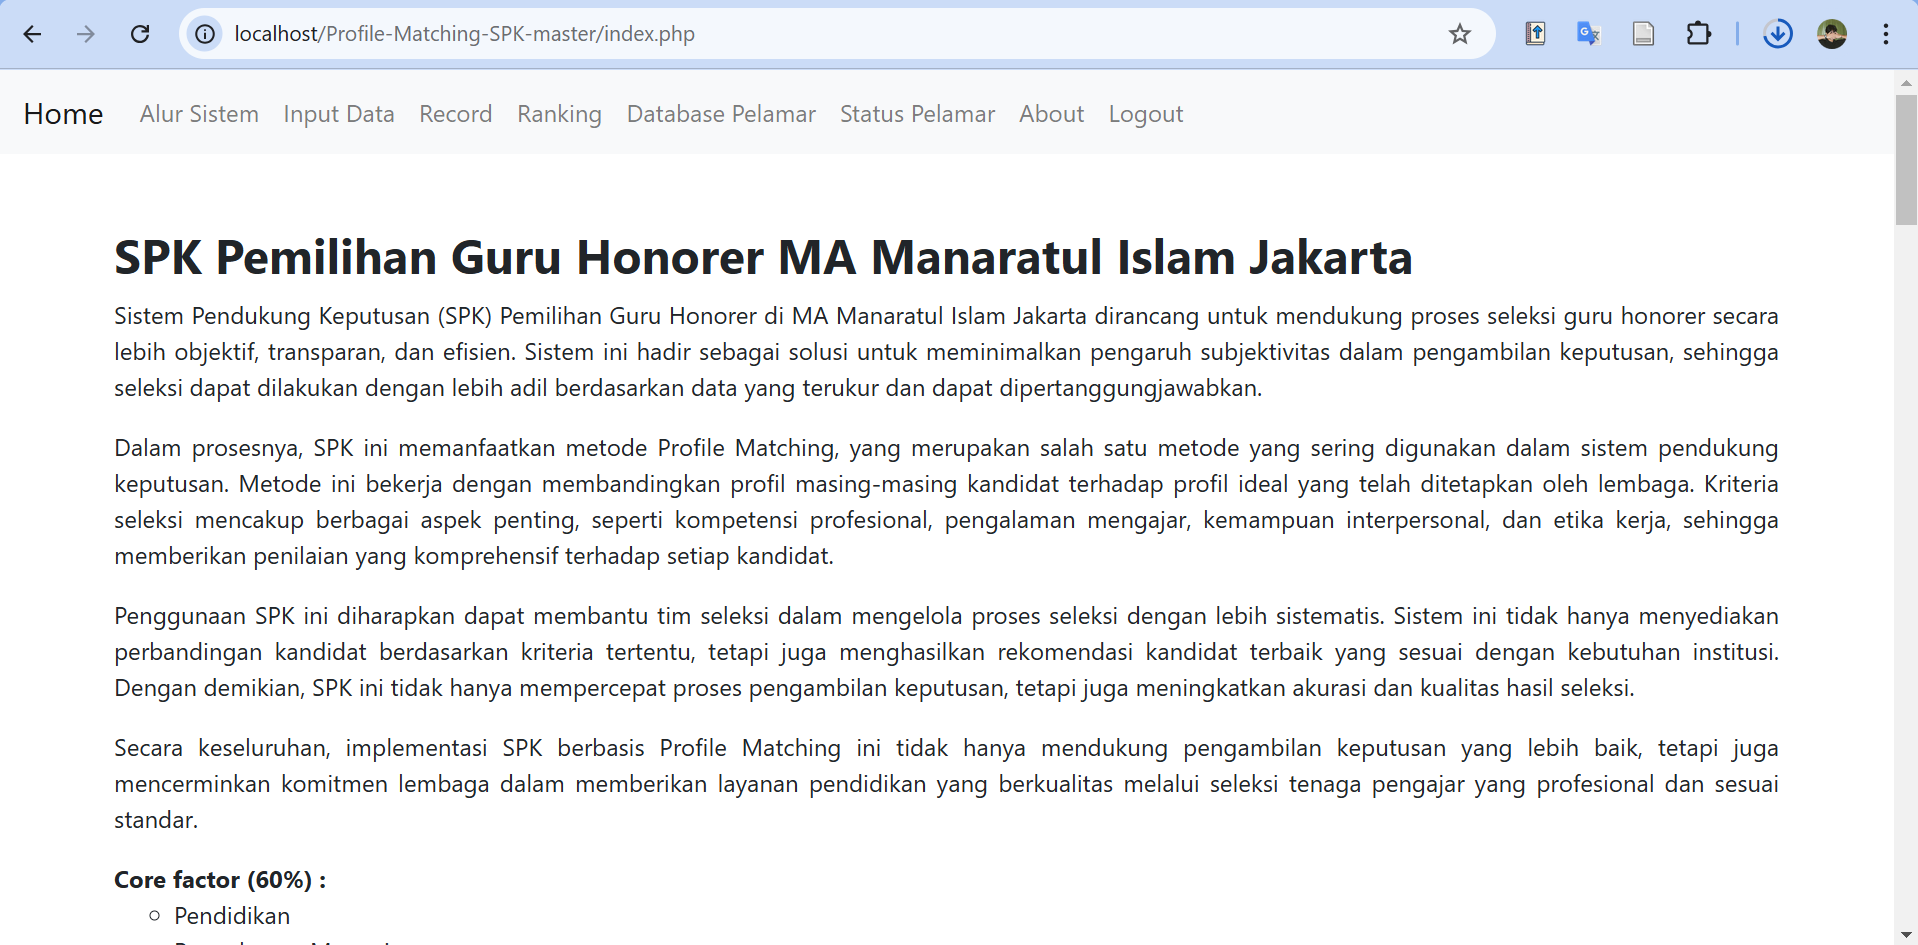 localhost/Profile-Matching-SPK-master/index.php
Home Alur Sistem Input Data Record Ranking Database Pelamar Status Pelamar About Logout
SPK Pemilihan Guru Honorer MA Manaratul Islam Jakarta
Sistem Pendukung Keputusan (SPK) Pemilihan Guru Honorer di MA Manaratul Islam Jakarta dirancang untuk mendukung proses seleksi guru honorer secara
lebih objektif, transparan, dan efisien. Sistem ini hadir sebagai solusi untuk meminimalkan pengaruh subjektivitas dalam pengambilan keputusan, sehingga
seleksi dapat dilakukan dengan lebih adil berdasarkan data yang terukur dan dapat dipertanggungjawabkan.
Dalam prosesnya, SPK ini memanfaatkan metode Profile Matching, yang merupakan salah satu metode yang sering digunakan dalam sistem pendukung
keputusan. Metode ini bekerja dengan membandingkan profil masing-masing kandidat terhadap profil ideal yang telah ditetapkan oleh lembaga. Kriteria
seleksi mencakup berbagai aspek penting, seperti kompetensi profesional, pengalaman mengajar, kemampuan interpersonal, dan etika kerja, sehingga
memberikan penilaian yang komprehensif terhadap setiap kandidat.
Penggunaan SPK ini diharapkan dapat membantu tim seleksi dalam mengelola proses seleksi dengan lebih sistematis. Sistem ini tidak hanya menyediakan
perbandingan kandidat berdasarkan kriteria tertentu, tetapi juga menghasilkan rekomendasi kandidat terbaik yang sesuai dengan kebutuhan institusi.
Dengan demikian, SPK ini tidak hanya mempercepat proses pengambilan keputusan, tetapi juga meningkatkan akurasi dan kualitas hasil seleksi.
Secara keseluruhan, implementasi SPK berbasis Profile Matching ini tidak hanya mendukung pengambilan keputusan yang lebih baik, tetapi juga
mencerminkan komitmen lembaga dalam memberikan layanan pendidikan yang berkualitas melalui seleksi tenaga pengajar yang profesional dan sesuai
standar.
Core factor (60%) :
Pendidikan